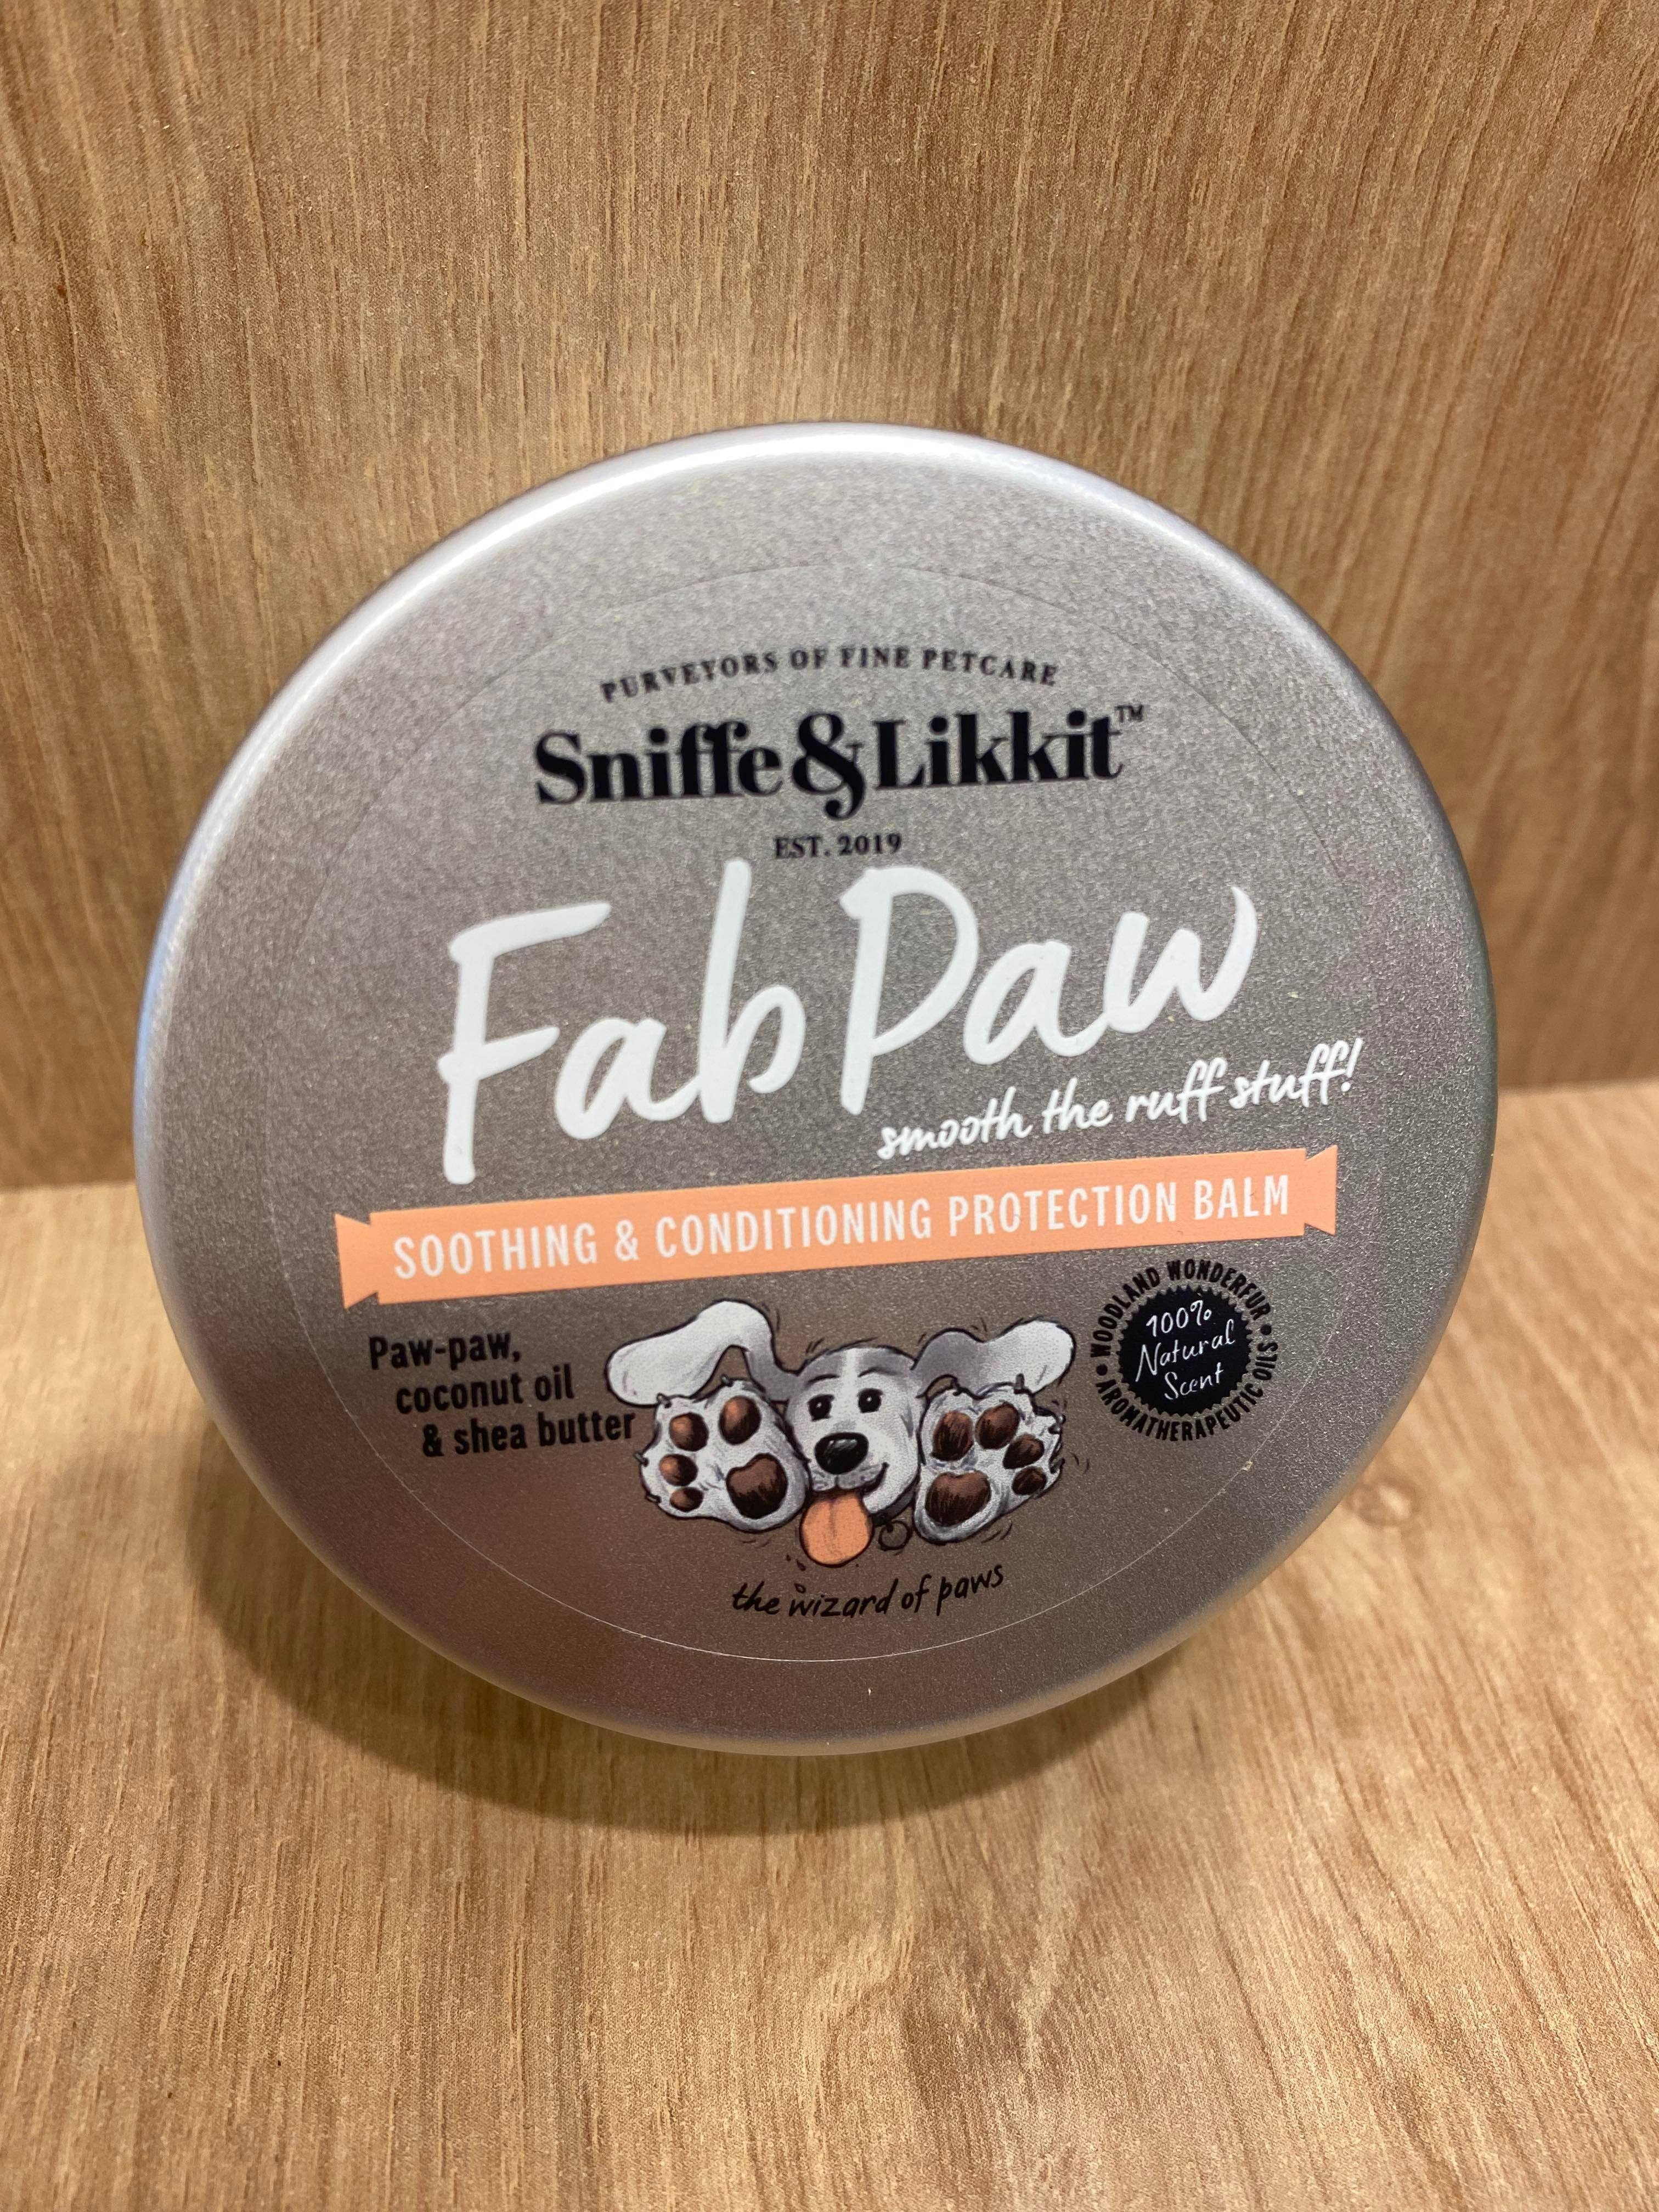 PURVEYORS OF FINE PETCARE
Sniffe & Likkit™
EST. 2019
Fab Paw
smooth the ruff stuff!
SOOTHING & CONDITIONING PROTECTION BALM
Paw-paw,
coconut oil
& shea butter
• WOODLAND WONDERFUR •
100%
Natural
Scent
AROMATHERAPEUTIC OILS
the wizard of paws